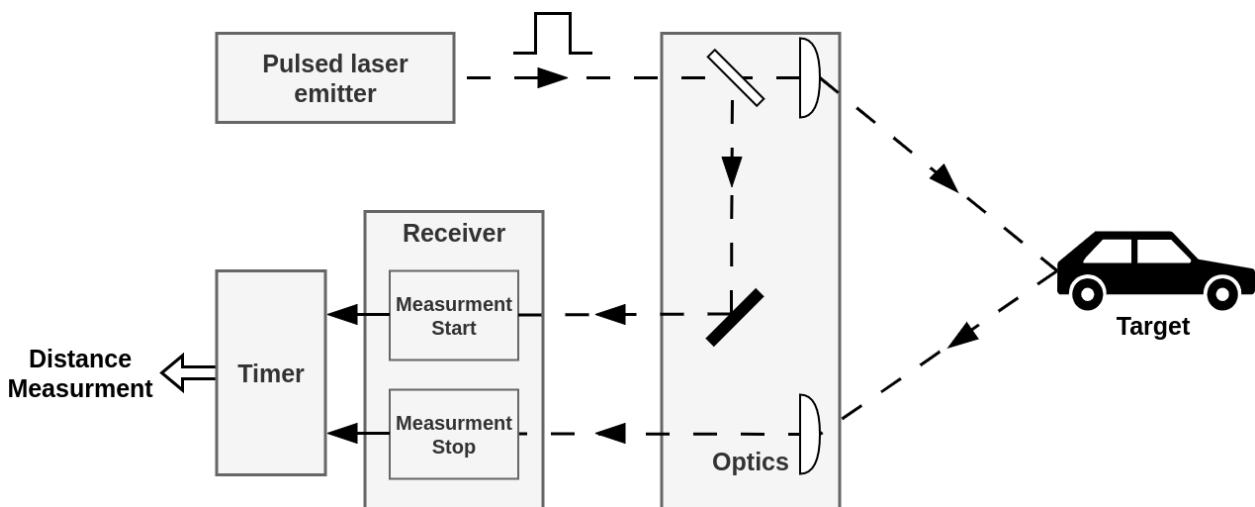 Pulsed laser
emitter
Receiver
Measurment
Start
Measurment
Stop
Timer
Distance
Measurment
Optics
Target